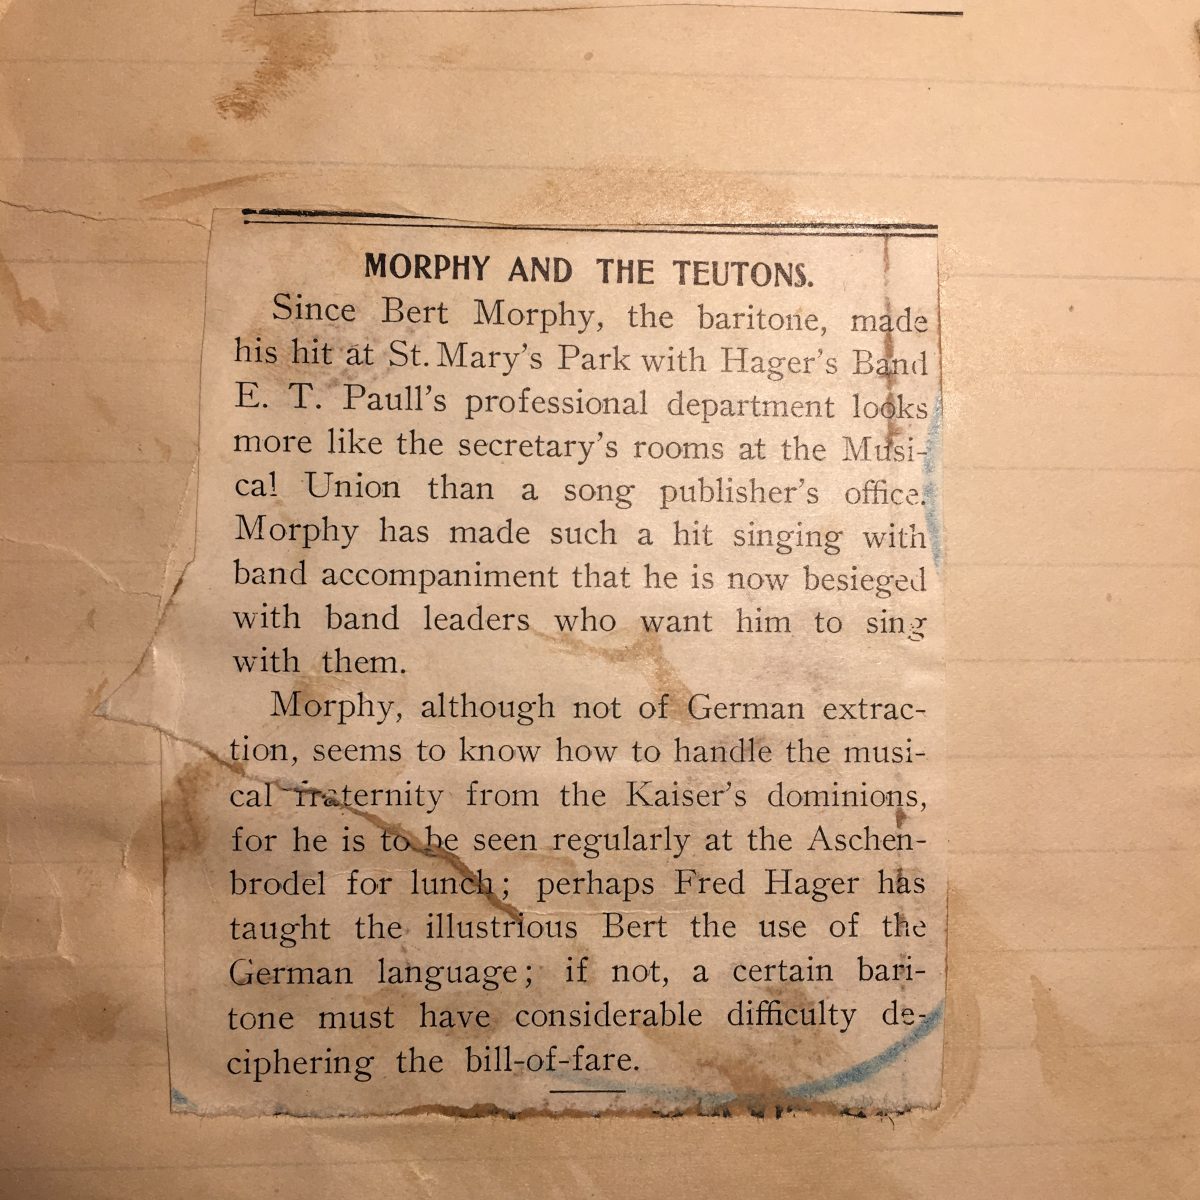 MORPHY AND THE TEUTONS.
Since Bert Morphy, the baritone, made
his hit at St. Mary's Park with Hager's Band
E. T. Paull's professional department looks
more like the secretary's rooms at the Musi-
cal Union than a song publisher's office.
Morphy has made such a hit singing with
band accompaniment that he is now besieged
with band leaders who want him to sing
with them.
Morphy, although not of German extrac-
tion, seems to know how to handle the musi-
cal fraternity from the Kaiser's dominions,
for he is to be seen regularly at the Aschen-
brodel for lunch; perhaps Fred Hager has
taught the illustrious Bert the use of the
German language; if not, a certain bari-
tone must have considerable difficulty de-
ciphering the bill-of-fare.